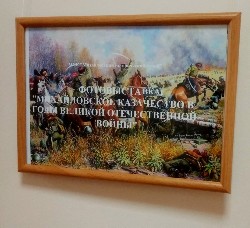 ФОТОВЫСТАВКА
"МИХАЙЛОВСКОЕ КАЗАЧЕСТВО В
ГОДЫ ВЕЛИКОЙ ОТЕЧЕСТВЕННОЙ
ВОЙНЫ"